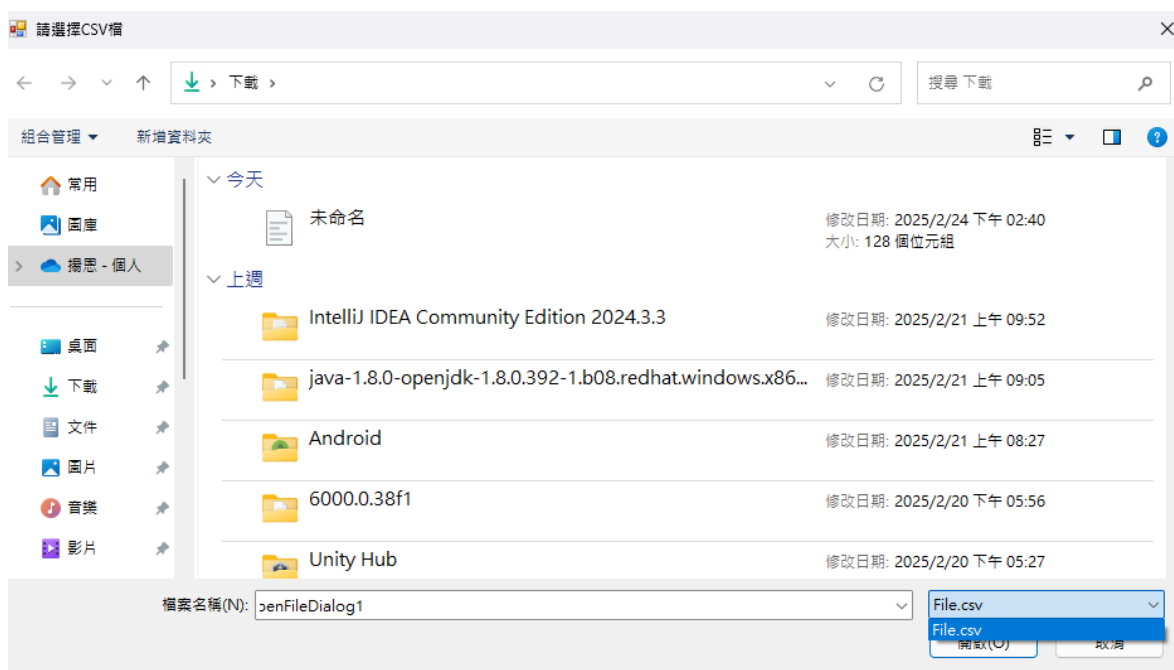 請選擇CSV檔
下載
搜尋 下載
組合管理
新增資料夾
常用
圖庫
揚恩 - 個人
桌面
下載
文件
圖片
音樂
影片
今天
未命名
修改日期: 2025/2/24 下午 02:40
大小: 128 個位元組
上週
IntelliJ IDEA Community Edition 2024.3.3
修改日期: 2025/2/21 上午 09:52
java-1.8.0-openjdk-1.8.0.392-1.b08.redhat.windows.x86...
修改日期: 2025/2/21 上午 09:05
Android
修改日期: 2025/2/21 上午 08:27
6000.0.38f1
修改日期: 2025/2/20 下午 05:56
Unity Hub
修改日期: 2025/2/20 下午 05:27
檔案名稱(N):
penFileDialog1
File.csv
File.csv
開啟(O)
取消